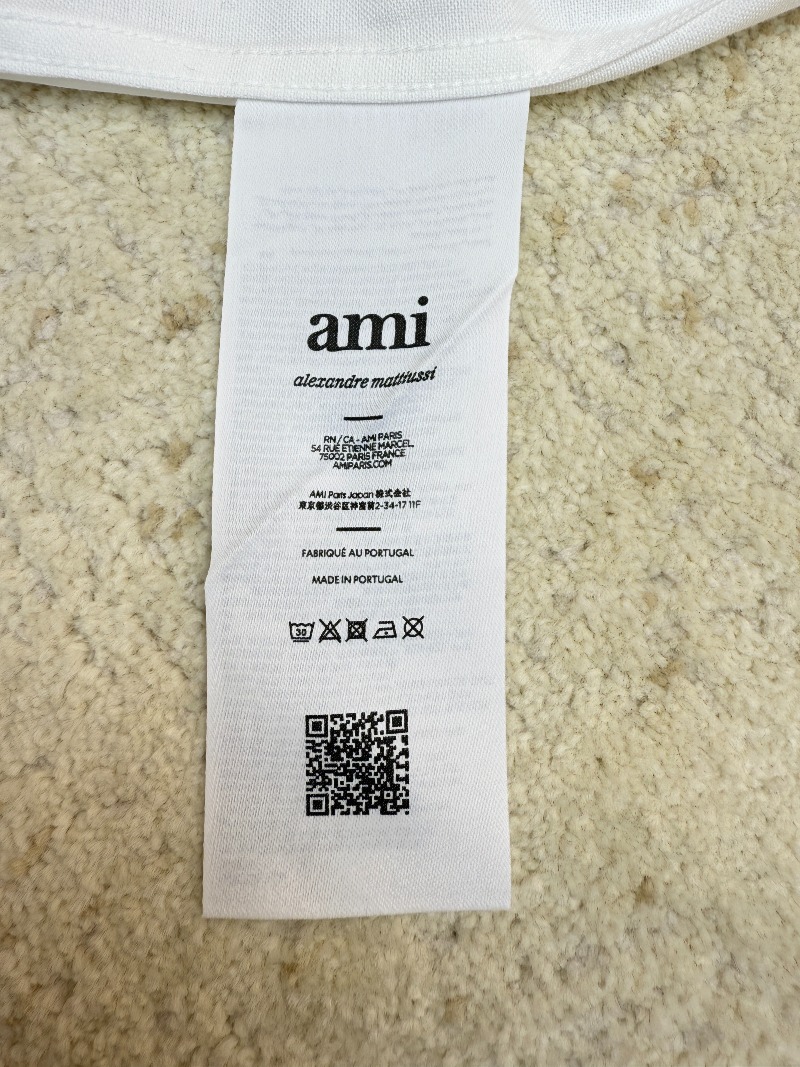 ami
alexandre mattiussi
RN / CA - AMI PARIS
54 RUE ETIENNE MARCEL,
75002 PARIS FRANCE
AMIPARIS.COM
AMI Paris Japan 株式会社
東京都渋谷区神宮前2-34-17 11F
FABRIQUÉ AU PORTUGAL
MADE IN PORTUGAL
30